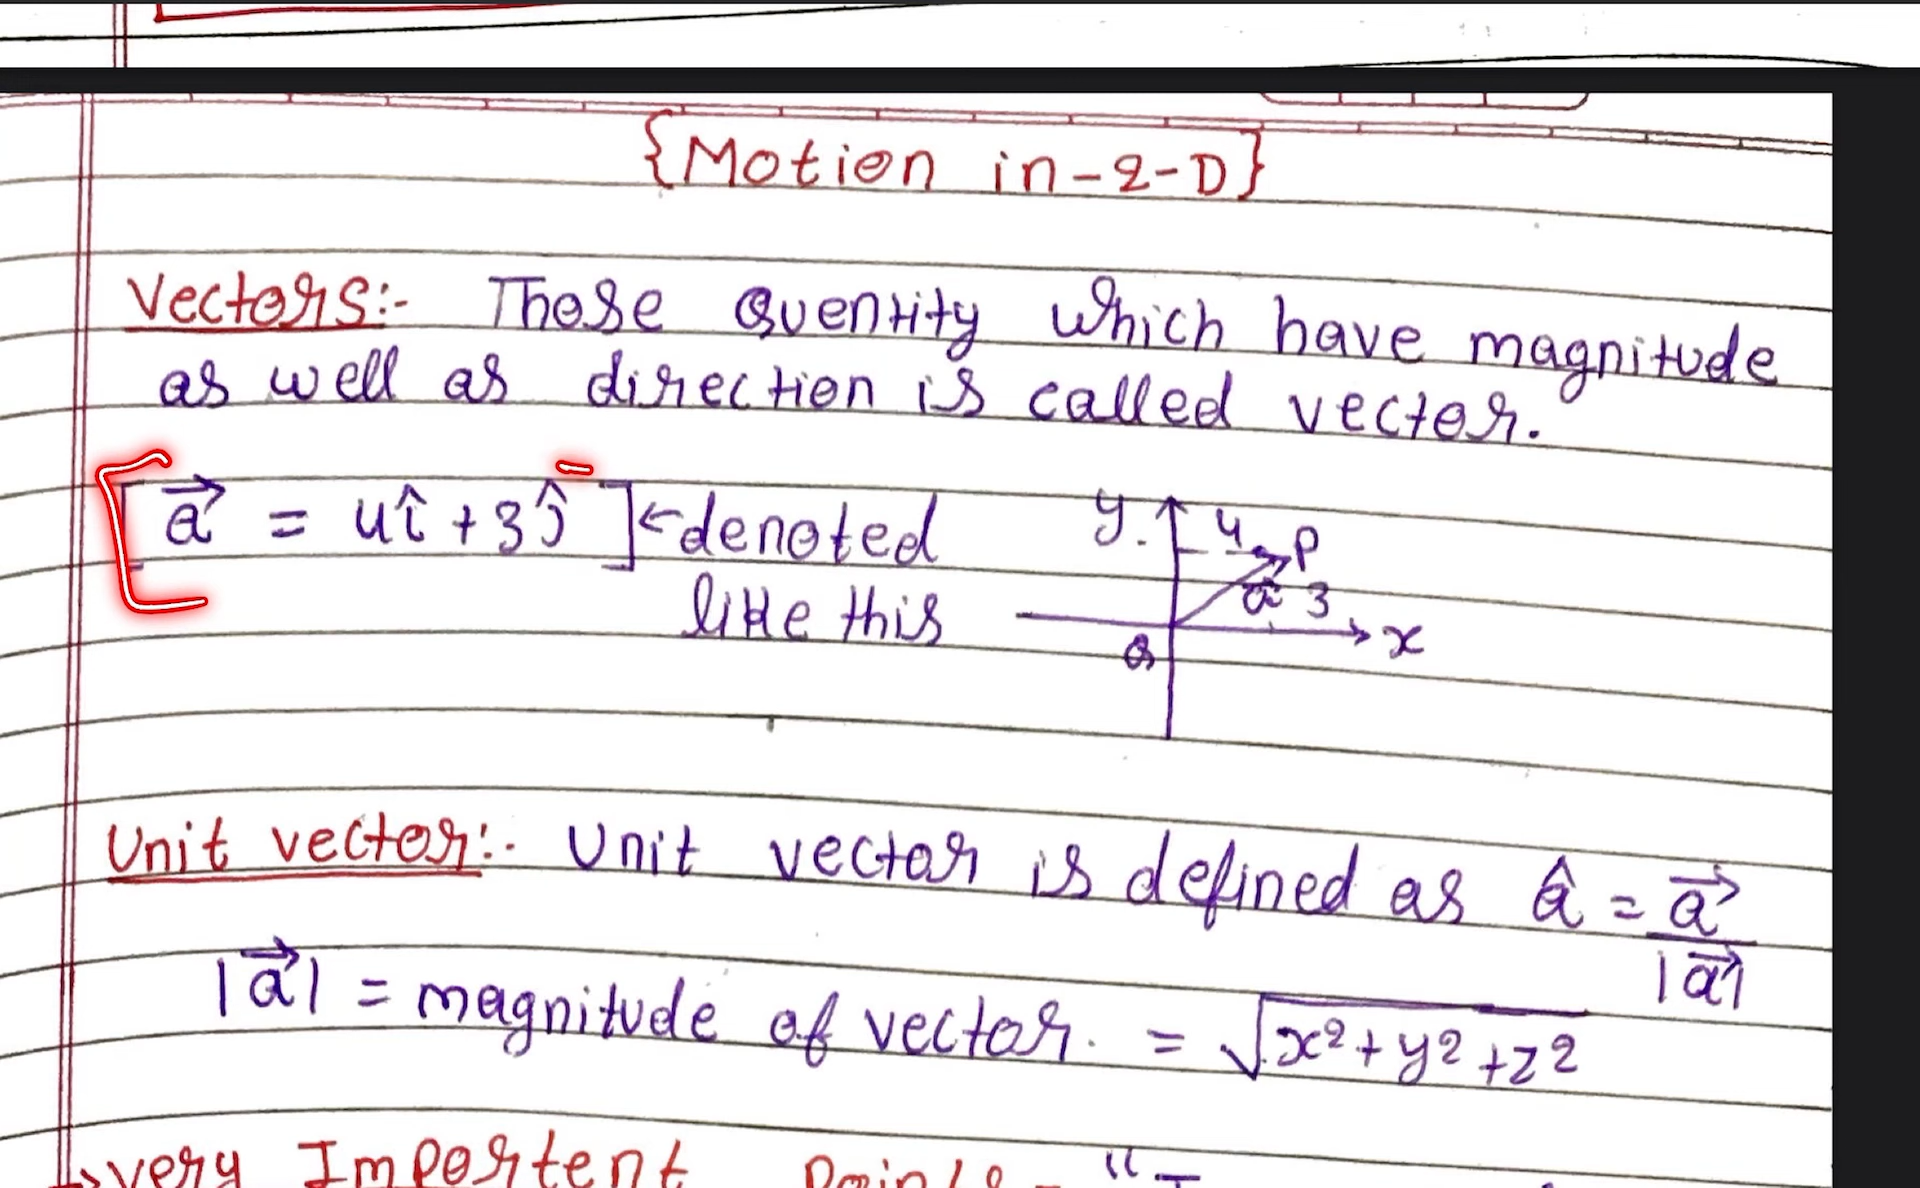 {Motion in-2-D}
Vectors:- Those Quentity which have magnitude
as well as direction is called vector.
[a⃗ = 4î + 3ĵ] ← denoted
like this
y
4
P
a⃗ 3
x
O
Unit vector:- Unit vector is defined as â = a⃗/|a⃗|
|a⃗| = magnitude of vector. = √x²+y²+z²
→ very Importent